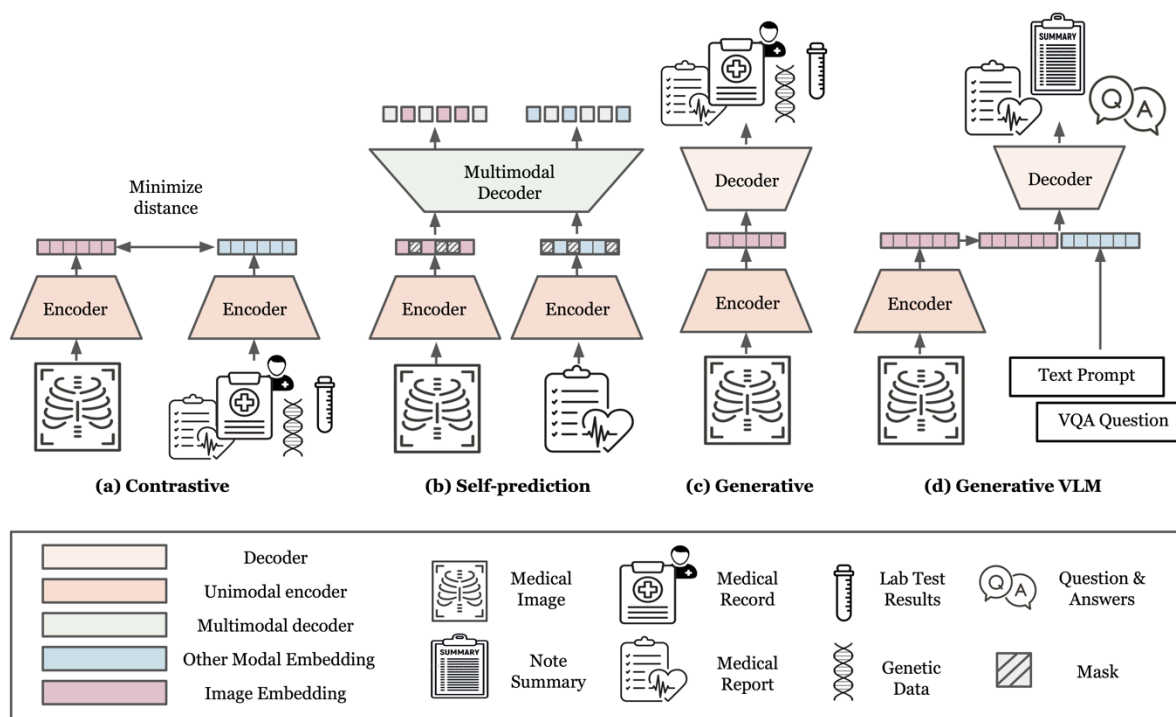 SUMMARY
Q
A
Multimodal
Decoder
Decoder
Decoder
Minimize
distance
Encoder
Encoder
Encoder
Encoder
Encoder
Encoder
Text Prompt
VQA Question
(a) Contrastive
(b) Self-prediction
(c) Generative
(d) Generative VLM
Decoder
Unimodal encoder
Multimodal decoder
Other Modal Embedding
Image Embedding
Medical
Image
SUMMARY
Note
Summary
Medical
Record
Medical
Report
Lab Test
Results
Genetic
Data
Q
A
Question &
Answers
Mask